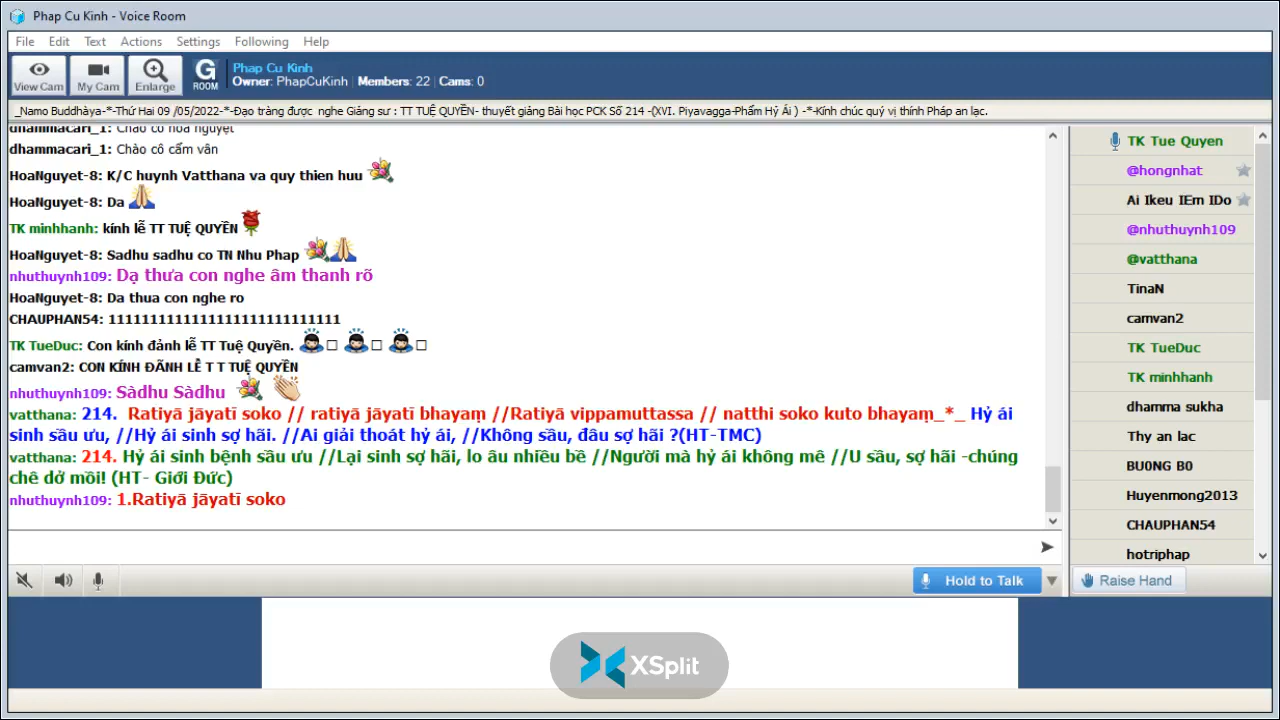 Phap Cu Kinh - Voice Room
File Edit Text Actions Settings Following Help
View Cam My Cam Enlarge G ROOM
Phap Cu Kinh
Owner: PhapCuKinh | Members: 22 | Cams: 0
_Namo Buddhàya-*-Thứ Hai 09 /05/2022-*-Đạo tràng được nghe Giảng sư : TT TUỆ QUYỀN- thuyết giảng Bài học PCK Số 214 -(XVI. Piyavagga-Phẩm Hỷ Ái ) -*-Kính chúc quý vị thính Pháp an lạc.
dhammacari_1: Chào cô hoa nguyệt
dhammacari_1: Chào cô cẩm vân
HoaNguyet-8: K/C huynh Vatthana va quy thien huu
HoaNguyet-8: Da
TK minhhanh: kính lễ TT TUỆ QUYỀN
HoaNguyet-8: Sadhu sadhu co TN Nhu Phap
nhuthuynh109: Dạ thưa con nghe âm thanh rõ
HoaNguyet-8: Da thua con nghe ro
CHAUPHAN54: 1111111111111111111111111111
TK TueDuc: Con kính đảnh lễ TT Tuệ Quyền.
camvan2: CON KÍNH ĐÃNH LỄ T T TUỆ QUYỀN
nhuthuynh109: Sàdhu Sàdhu
vatthana: 214. Ratiyā jāyatī soko // ratiyā jāyatī bhayaṃ //Ratiyā vippamuttassa // natthi soko kuto bhayaṃ_*_ Hỷ ái
sinh sầu ưu, //Hỷ ái sinh sợ hãi. //Ai giải thoát hỷ ái, //Không sầu, đâu sợ hãi ?(HT-TMC)
vatthana: 214. Hỷ ái sinh bệnh sầu ưu //Lại sinh sợ hãi, lo âu nhiều bề //Người mà hỷ ái không mê //U sầu, sợ hãi -chúng
chê dở mồi! (HT- Giới Đức)
nhuthuynh109: 1.Ratiyā jāyatī soko
TK Tue Quyen
@hongnhat
Ai Ikeu IEm IDo
@nhuthuynh109
@vatthana
TinaN
camvan2
TK TueDuc
TK minhhanh
dhamma sukha
Thy an lac
BU0NG B0
Huyenmong2013
CHAUPHAN54
hotriphap
Hold to Talk
Raise Hand
XSplit